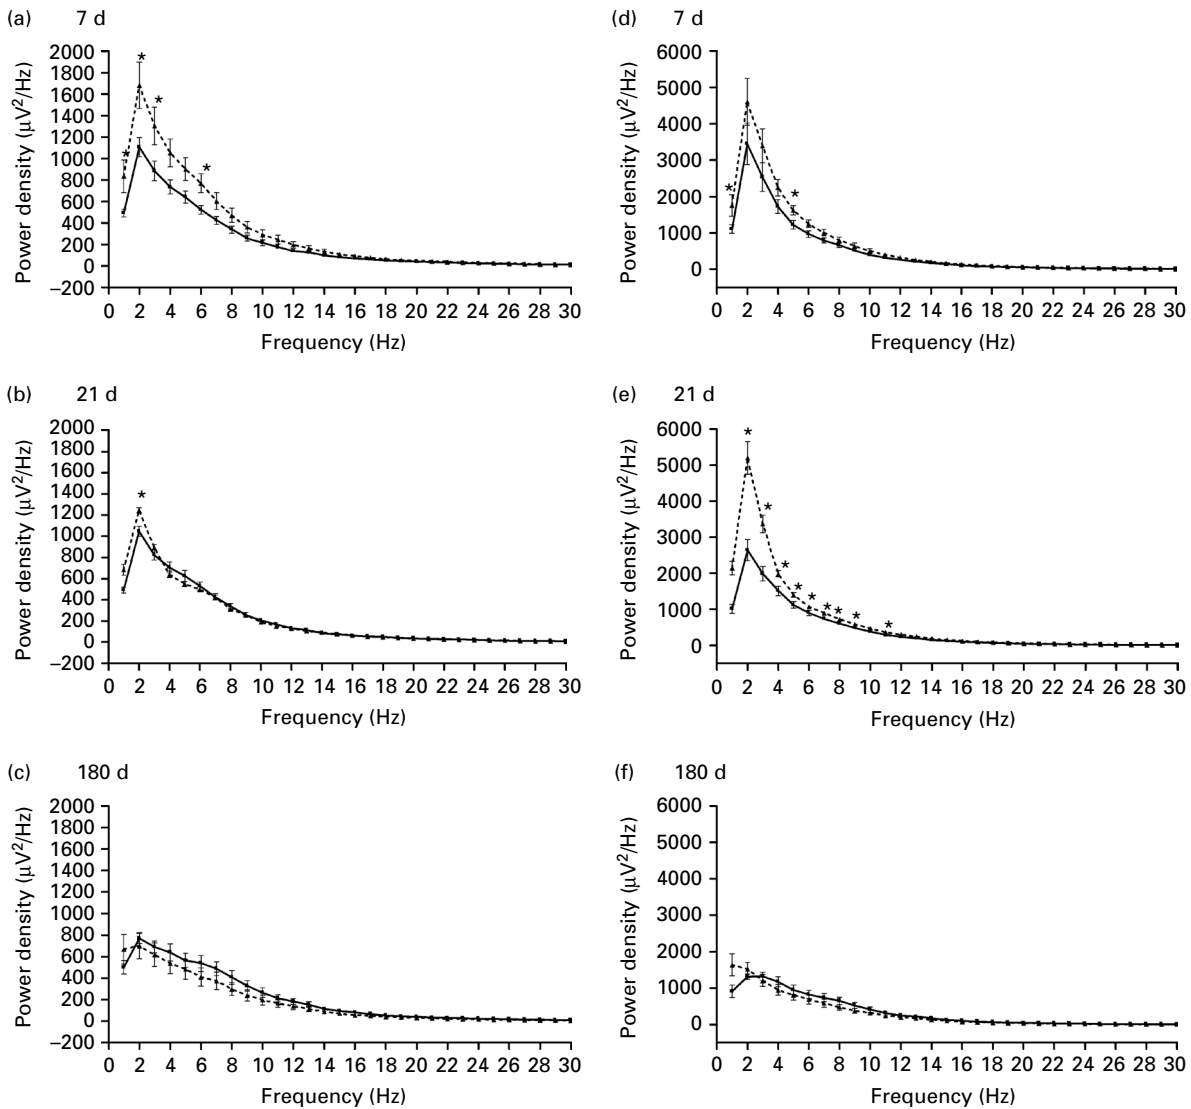 (a) 7 d
Power density (μV²/Hz)
2000
1800
1600
1400
1200
1000
800
600
400
200
0
–200
* * * *
0 2 4 6 8 10 12 14 16 18 20 22 24 26 28 30
Frequency (Hz)
(d) 7 d
Power density (μV²/Hz)
6000
5000
4000
3000
2000
1000
0
* *
0 2 4 6 8 10 12 14 16 18 20 22 24 26 28 30
Frequency (Hz)
(b) 21 d
Power density (μV²/Hz)
2000
1800
1600
1400
1200
1000
800
600
400
200
0
–200
*
0 2 4 6 8 10 12 14 16 18 20 22 24 26 28 30
Frequency (Hz)
(e) 21 d
Power density (μV²/Hz)
6000
5000
4000
3000
2000
1000
0
* * * * * * * * *
0 2 4 6 8 10 12 14 16 18 20 22 24 26 28 30
Frequency (Hz)
(c) 180 d
Power density (μV²/Hz)
2000
1800
1600
1400
1200
1000
800
600
400
200
0
–200
0 2 4 6 8 10 12 14 16 18 20 22 24 26 28 30
Frequency (Hz)
(f) 180 d
Power density (μV²/Hz)
6000
5000
4000
3000
2000
1000
0
0 2 4 6 8 10 12 14 16 18 20 22 24 26 28 30
Frequency (Hz)